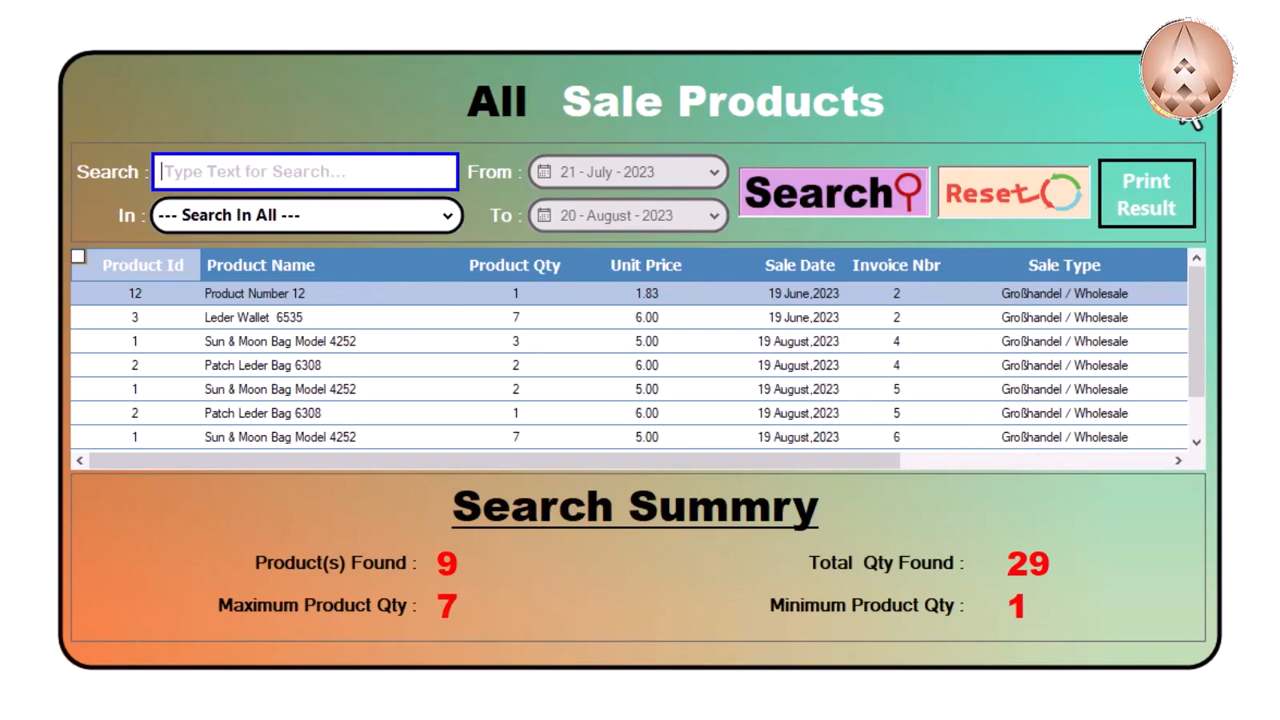 All Sale Products
Search : Type Text for Search...
From : 21 - July - 2023
In : --- Search In All ---
To : 20 - August - 2023
Search
Reset
Print
Result
Product Id Product Name Product Qty Unit Price Sale Date Invoice Nbr Sale Type
12 Product Number 12 1 1.83 19 June,2023 2 Großhandel / Wholesale
3 Leder Wallet 6535 7 6.00 19 June,2023 2 Großhandel / Wholesale
1 Sun & Moon Bag Model 4252 3 5.00 19 August,2023 4 Großhandel / Wholesale
2 Patch Leder Bag 6308 2 6.00 19 August,2023 4 Großhandel / Wholesale
1 Sun & Moon Bag Model 4252 2 5.00 19 August,2023 5 Großhandel / Wholesale
2 Patch Leder Bag 6308 1 6.00 19 August,2023 5 Großhandel / Wholesale
1 Sun & Moon Bag Model 4252 7 5.00 19 August,2023 6 Großhandel / Wholesale
Search Summry
Product(s) Found : 9
Total Qty Found : 29
Maximum Product Qty : 7
Minimum Product Qty : 1